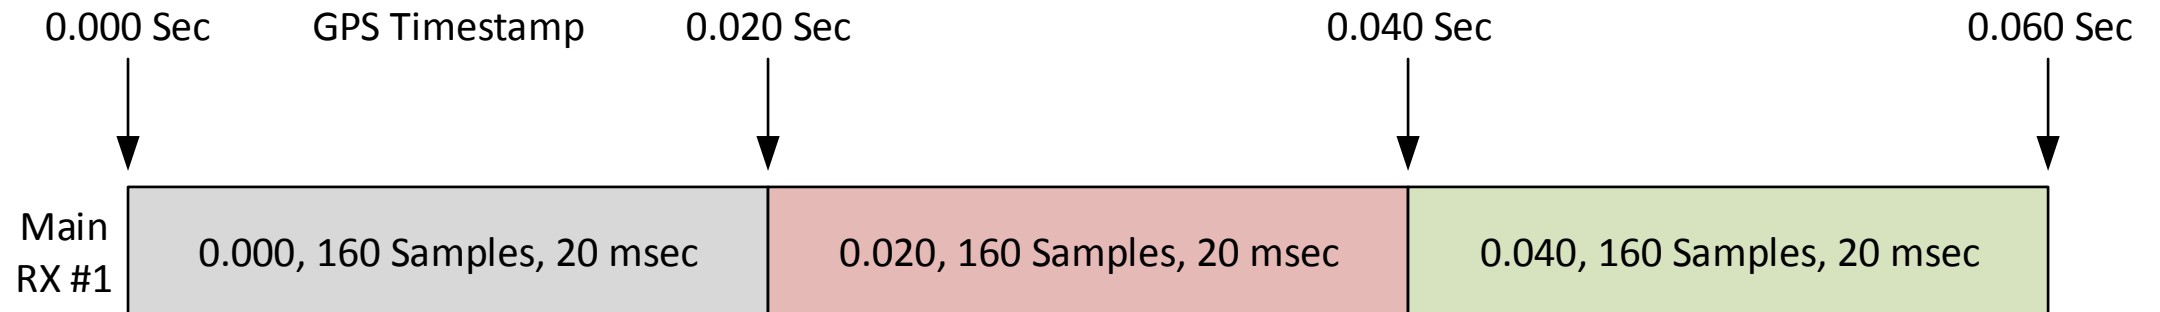 0.000 Sec GPS Timestamp 0.020 Sec 0.040 Sec 0.060 Sec
Main
RX #1
0.000, 160 Samples, 20 msec 0.020, 160 Samples, 20 msec 0.040, 160 Samples, 20 msec